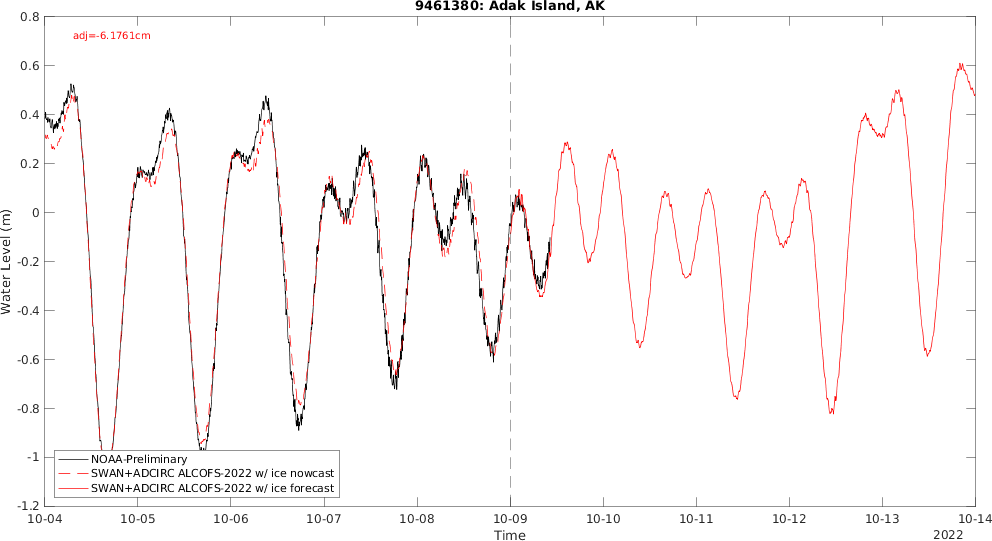 9461380: Adak Island, AK
adj=-6.1761cm
Water Level (m)
0.8
0.6
0.4
0.2
0
-0.2
-0.4
-0.6
-0.8
-1
-1.2
NOAA-Preliminary
SWAN+ADCIRC ALCOFS-2022 w/ ice nowcast
SWAN+ADCIRC ALCOFS-2022 w/ ice forecast
10-04 10-05 10-06 10-07 10-08 10-09 10-10 10-11 10-12 10-13 10-14
Time
2022